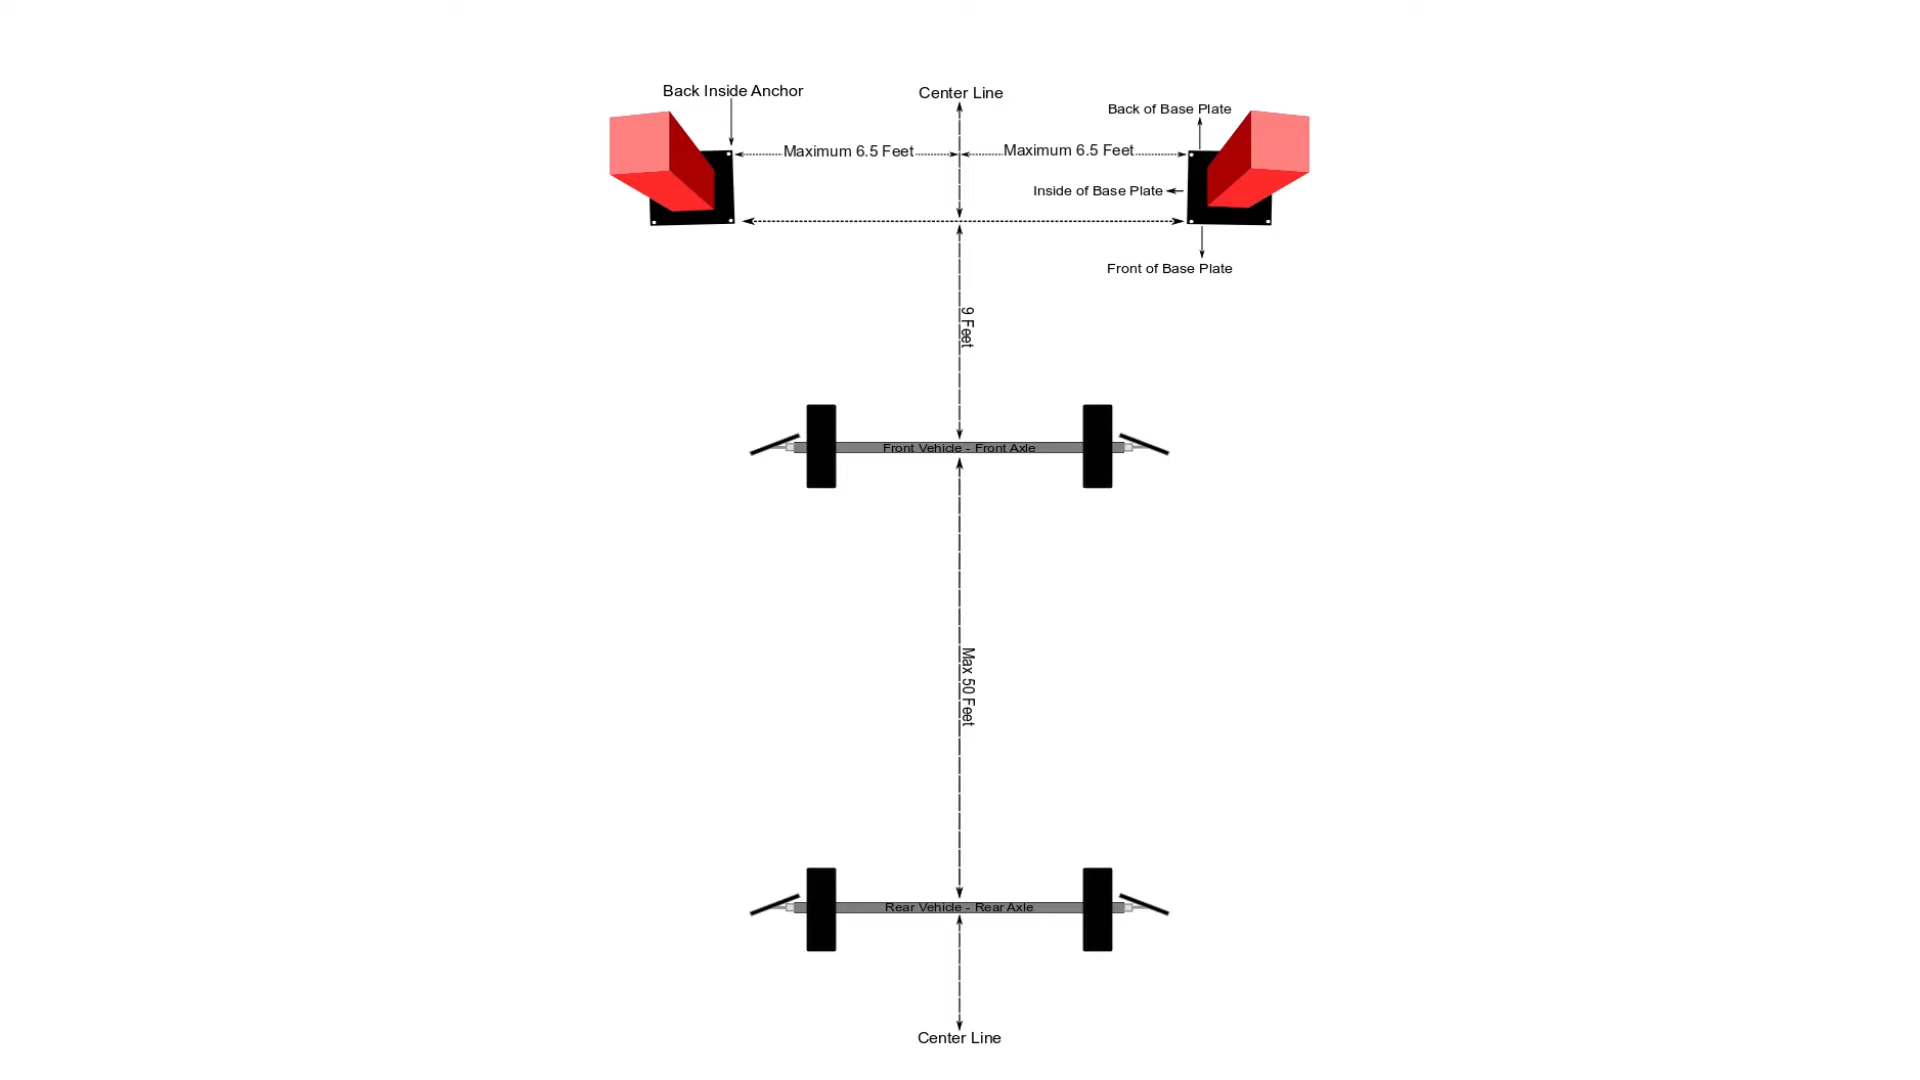 Back Inside Anchor
Center Line
Back of Base Plate
Maximum 6.5 Feet
Maximum 6.5 Feet
Inside of Base Plate
Front of Base Plate
9 Feet
Front Vehicle - Front Axle
Max 50 Feet
Rear Vehicle - Rear Axle
Center Line